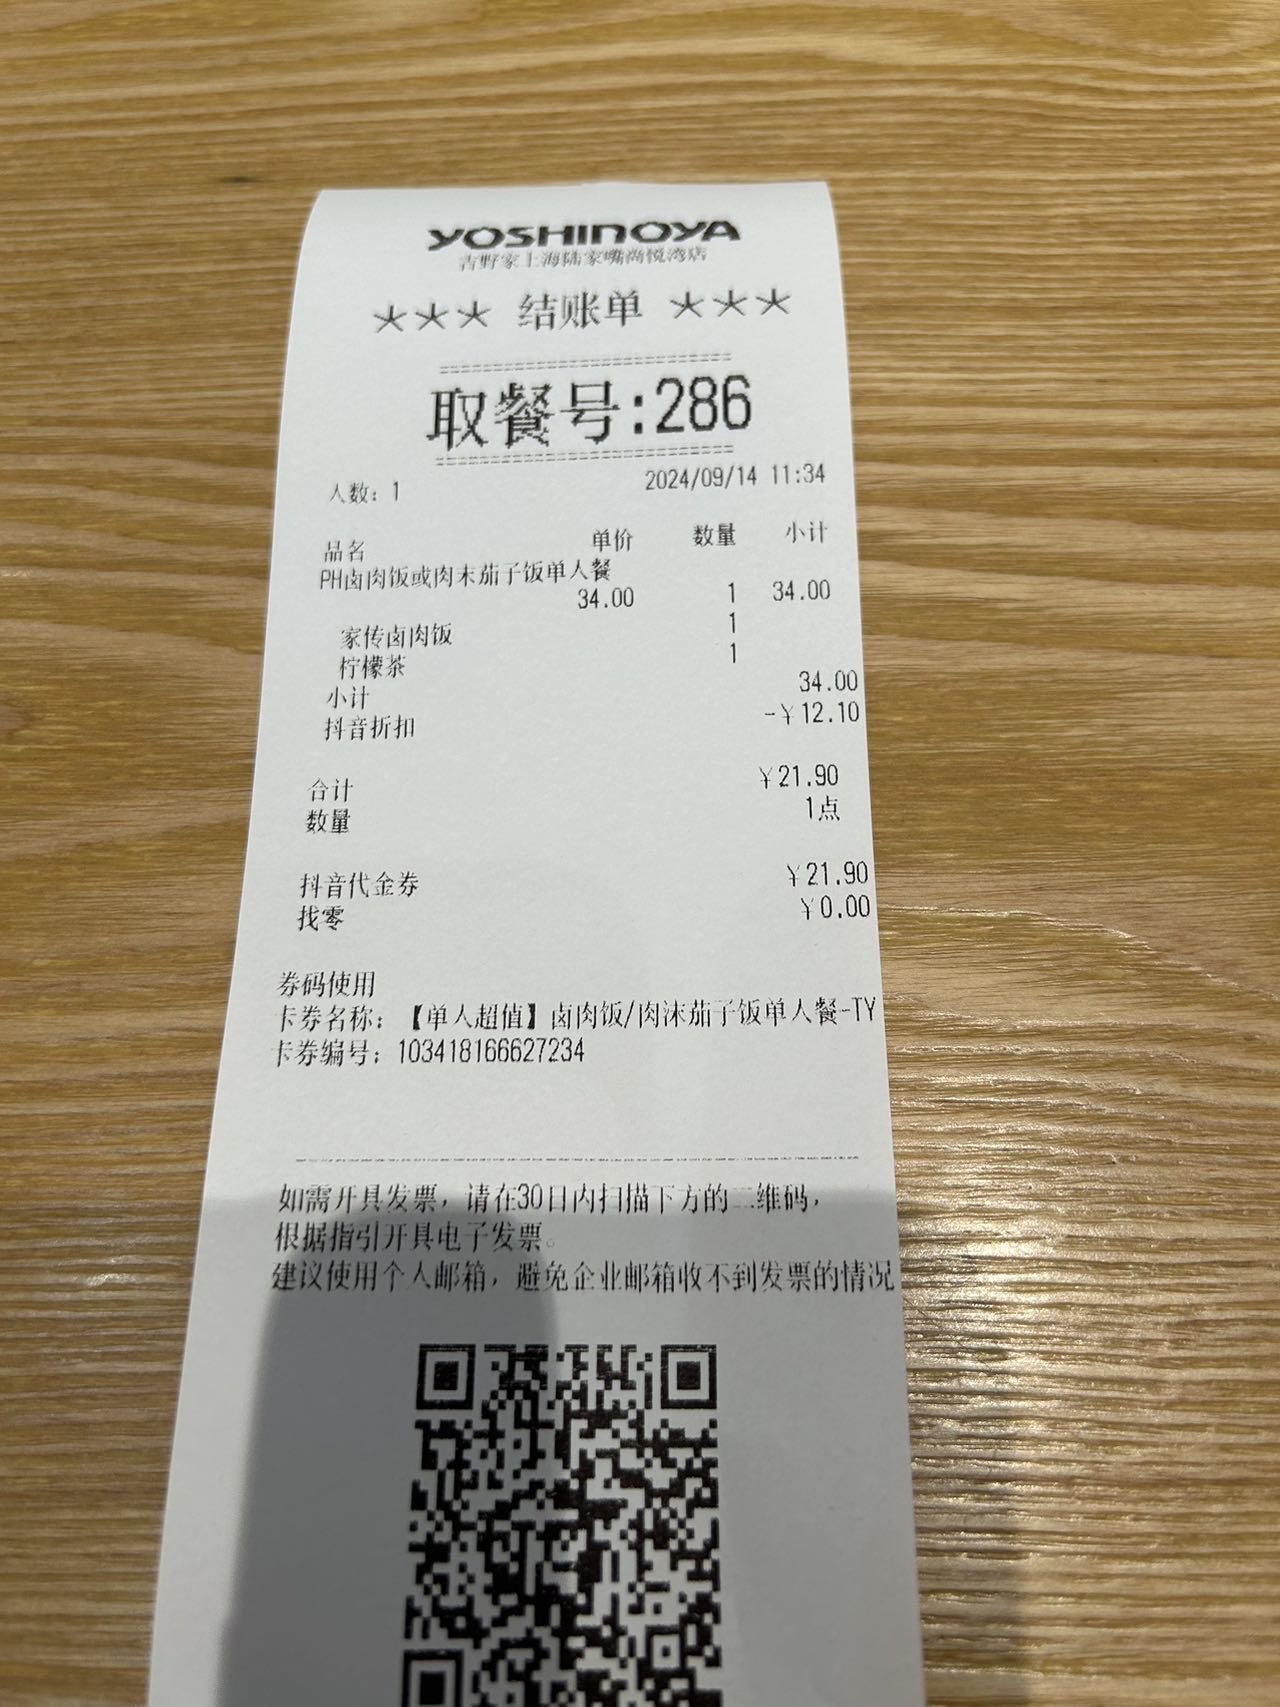 YOSHINOYA
吉野家上海陆家嘴尚悦湾店
*** 结账单 ***
取餐号:286
人数: 1 2024/09/14 11:34
品名 单价 数量 小计
PH卤肉饭或肉末茄子饭单人餐
34.00 1 34.00
家传卤肉饭 1
柠檬茶 1
小计 34.00
抖音折扣 -¥12.10
合计 ¥21.90
数量 1点
抖音代金券 ¥21.90
找零 ¥0.00
券码使用
卡券名称: 【单人超值】卤肉饭/肉沫茄子饭单人餐-TY
卡券编号: 103418166627234
如需开具发票, 请在30日内扫描下方的二维码,
根据指引开具电子发票。
建议使用个人邮箱, 避免企业邮箱收不到发票的情况